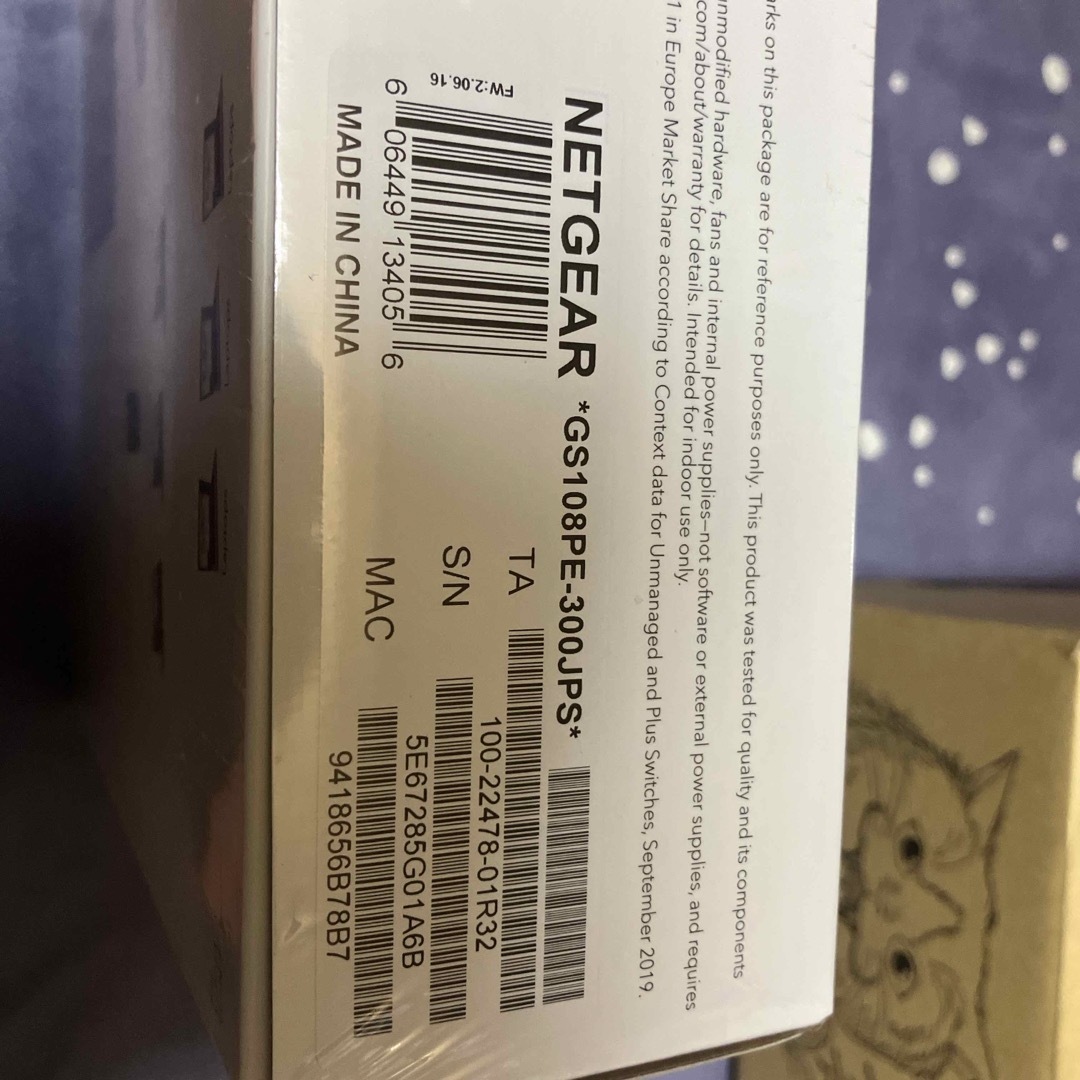 arks on this package are for reference purposes only. This product was tested for quality and its components
nmodified hardware, fans and internal power supplies—not software or external power supplies, and requires
com/about/warranty for details. Intended for indoor use only.
1 in Europe Market Share according to Context data for Unmanaged and Plus Switches, September 2019.
NETGEAR *GS108PE-300JPS*
FW:2.06.16
6 06449 13405 6
MADE IN CHINA
TA 100-22478-01R32
S/N 5E67285G01A6B
MAC 9418656B78B7